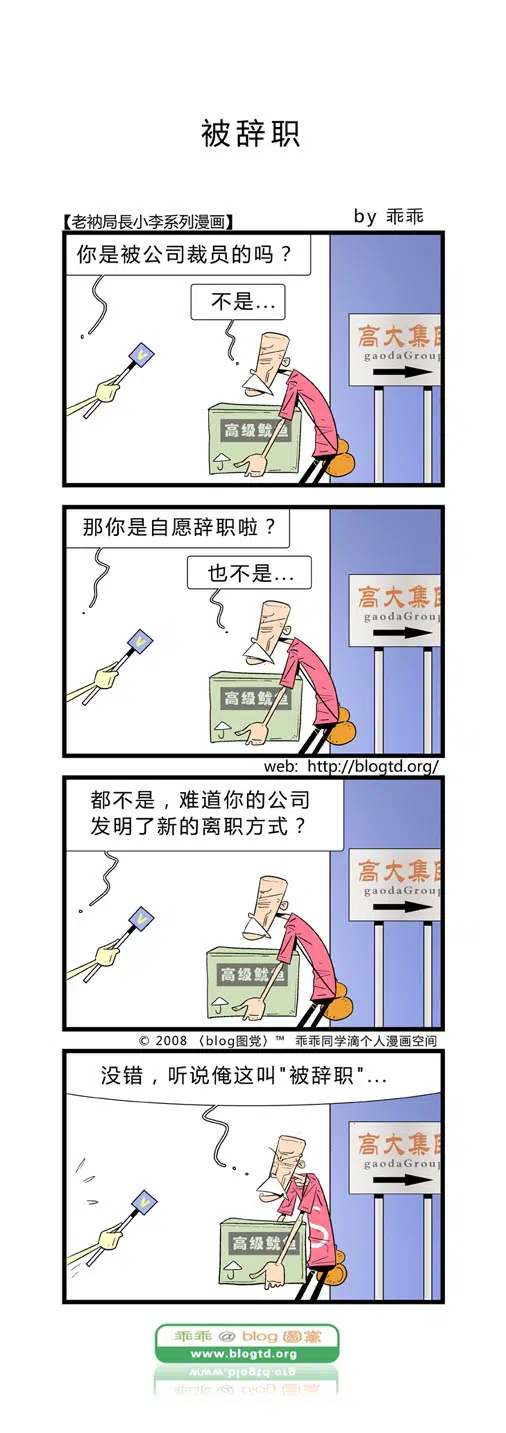 被辞职
【老衲局長小李系列漫画】
by 乖乖
你是被公司裁员的吗？
不是...
高大集团
gaodaGroup
高级鱿鱼
那你是自愿辞职啦？
也不是...
高大集团
gaodaGroup
高级鱿鱼
web: http://blogtd.org/
都不是，难道你的公司
发明了新的离职方式？
高大集团
gaodaGroup
高级鱿鱼
© 2008 〈blog图党〉™ 乖乖同学滴个人漫画空间
没错，听说俺这叫"被辞职"...
高大集团
gaodaGroup
高级鱿鱼
乖乖@blog圖黨
www.blogtd.org